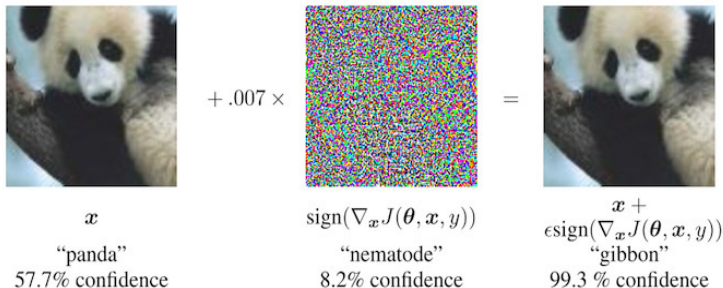 + .007 ×
=
x
“panda”
57.7% confidence
sign(∇ₓJ(θ, x, y))
“nematode”
8.2% confidence
x +
ϵsign(∇ₓJ(θ, x, y))
“gibbon”
99.3 % confidence